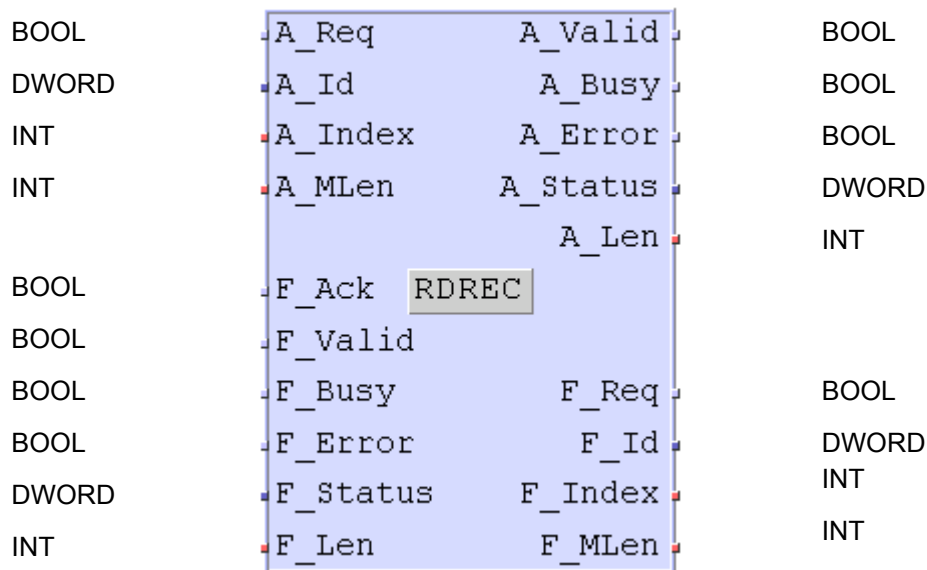 BOOL A_Req A_Valid BOOL
DWORD A_Id A_Busy BOOL
INT A_Index A_Error BOOL
INT A_MLen A_Status DWORD
A_Len INT
BOOL F_Ack RDREC
BOOL F_Valid
BOOL F_Busy F_Req BOOL
BOOL F_Error F_Id DWORD
DWORD F_Status F_Index INT
INT F_Len F_MLen INT